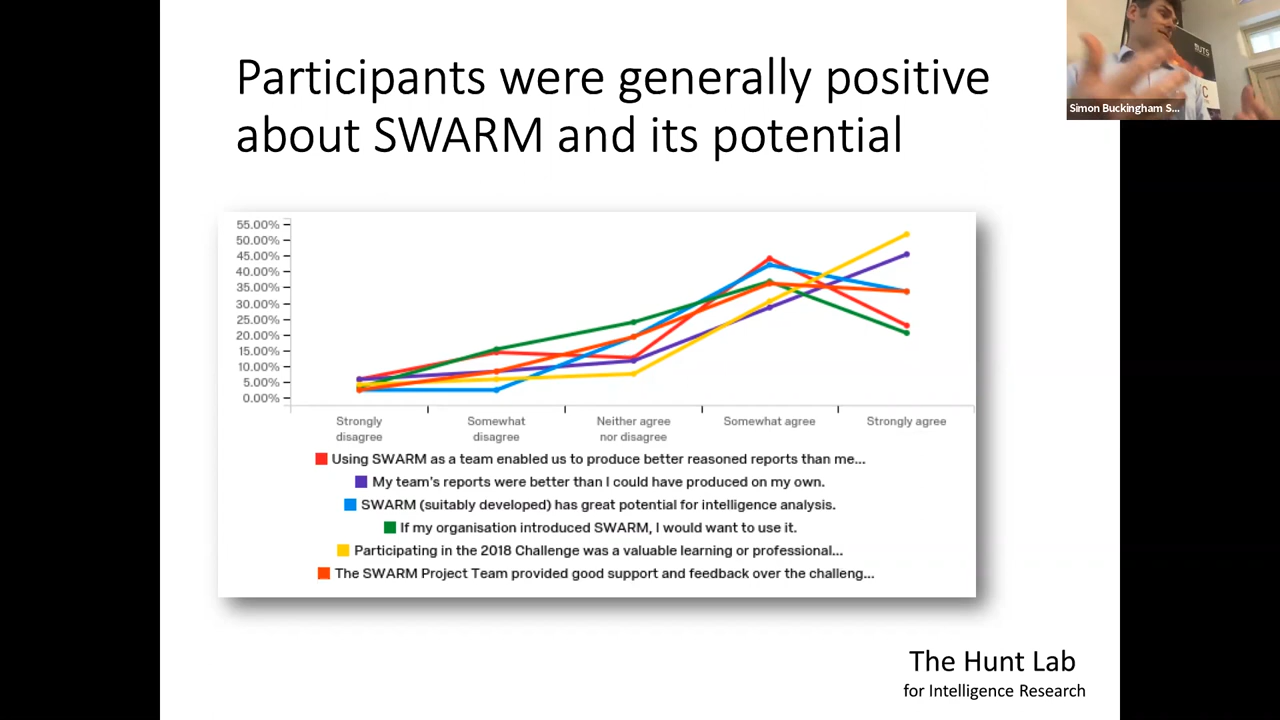 Participants were generally positive
about SWARM and its potential
UTS
C
Simon Buckingham S...
55.00%
50.00%
45.00%
40.00%
35.00%
30.00%
25.00%
20.00%
15.00%
10.00%
5.00%
0.00%
Strongly disagree
Somewhat disagree
Neither agree nor disagree
Somewhat agree
Strongly agree
Using SWARM as a team enabled us to produce better reasoned reports than me...
My team's reports were better than I could have produced on my own.
SWARM (suitably developed) has great potential for intelligence analysis.
If my organisation introduced SWARM, I would want to use it.
Participating in the 2018 Challenge was a valuable learning or professional...
The SWARM Project Team provided good support and feedback over the challeng...
The Hunt Lab
for Intelligence Research